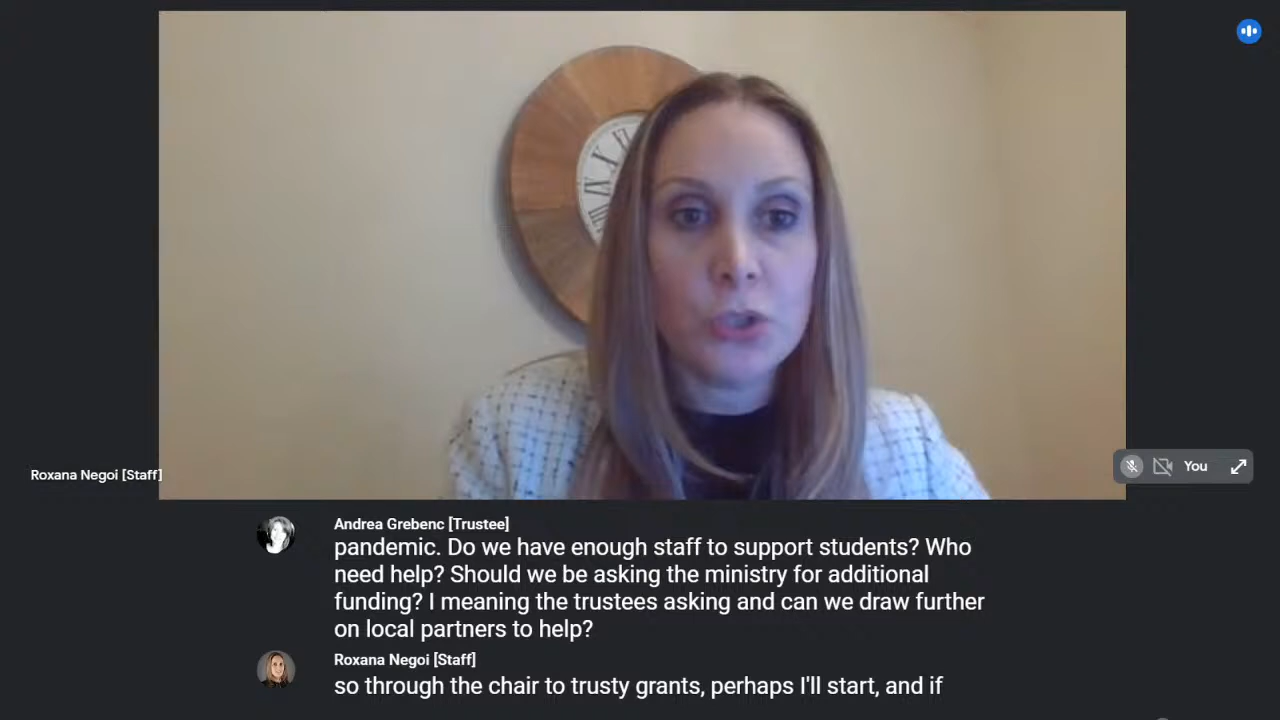 Roxana Negoi [Staff]
You
Andrea Grebenc [Trustee]
pandemic. Do we have enough staff to support students? Who
need help? Should we be asking the ministry for additional
funding? I meaning the trustees asking and can we draw further
on local partners to help?
Roxana Negoi [Staff]
so through the chair to trusty grants, perhaps I'll start, and if